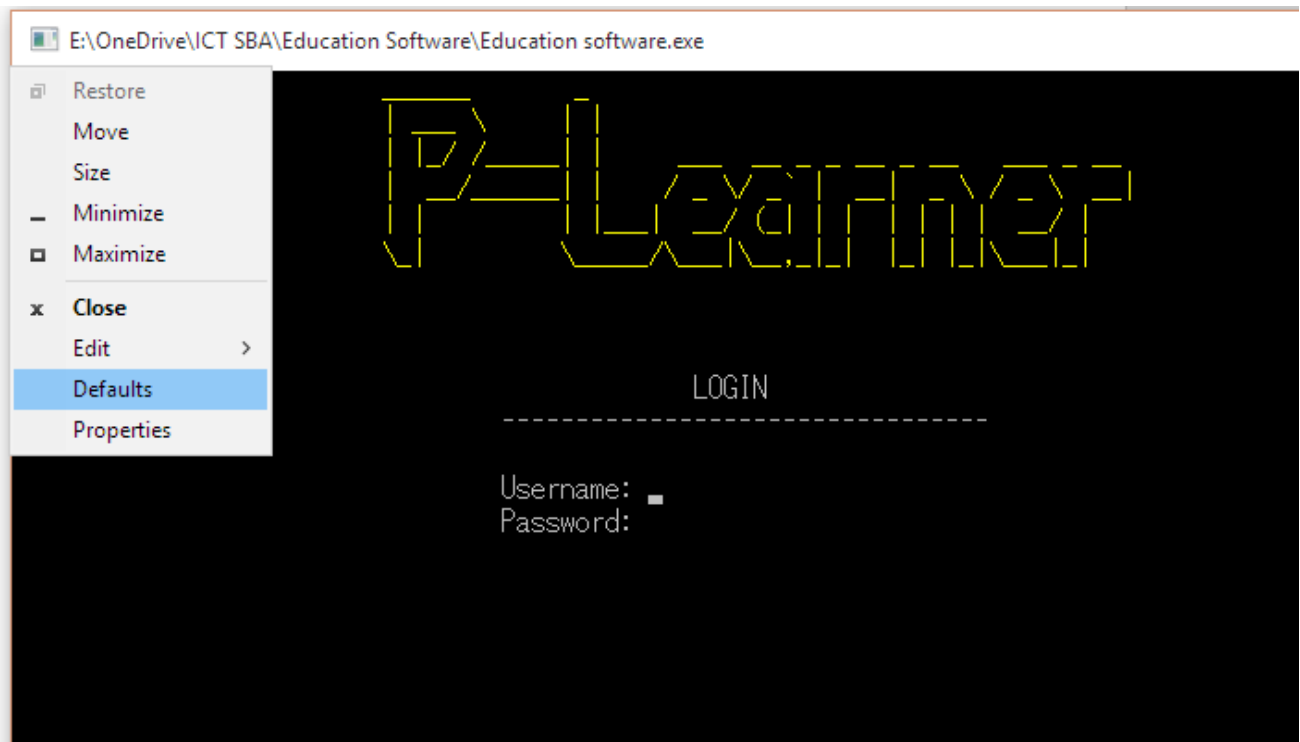 E:\OneDrive\ICT SBA\Education Software\Education software.exe
Restore
Move
Size
Minimize
Maximize
x Close
Edit >
Defaults
Properties
P-Learner
LOGIN
---------------------------------
Username: _
Password: